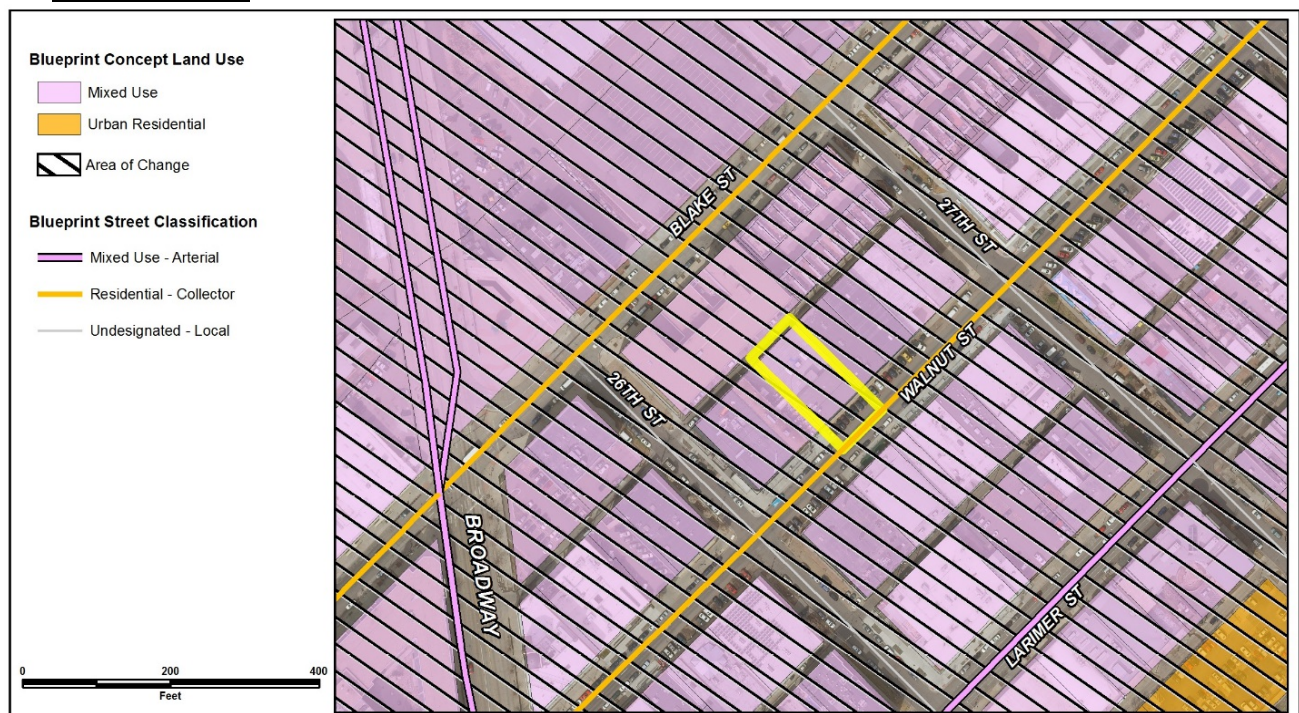 Blueprint Concept Land Use
Mixed Use
Urban Residential
Area of Change
Blueprint Street Classification
Mixed Use - Arterial
Residential - Collector
Undesignated - Local
0 200 400
Feet
BLAKE ST
27TH ST
26TH ST
WALNUT ST
BROADWAY
LARIMER ST